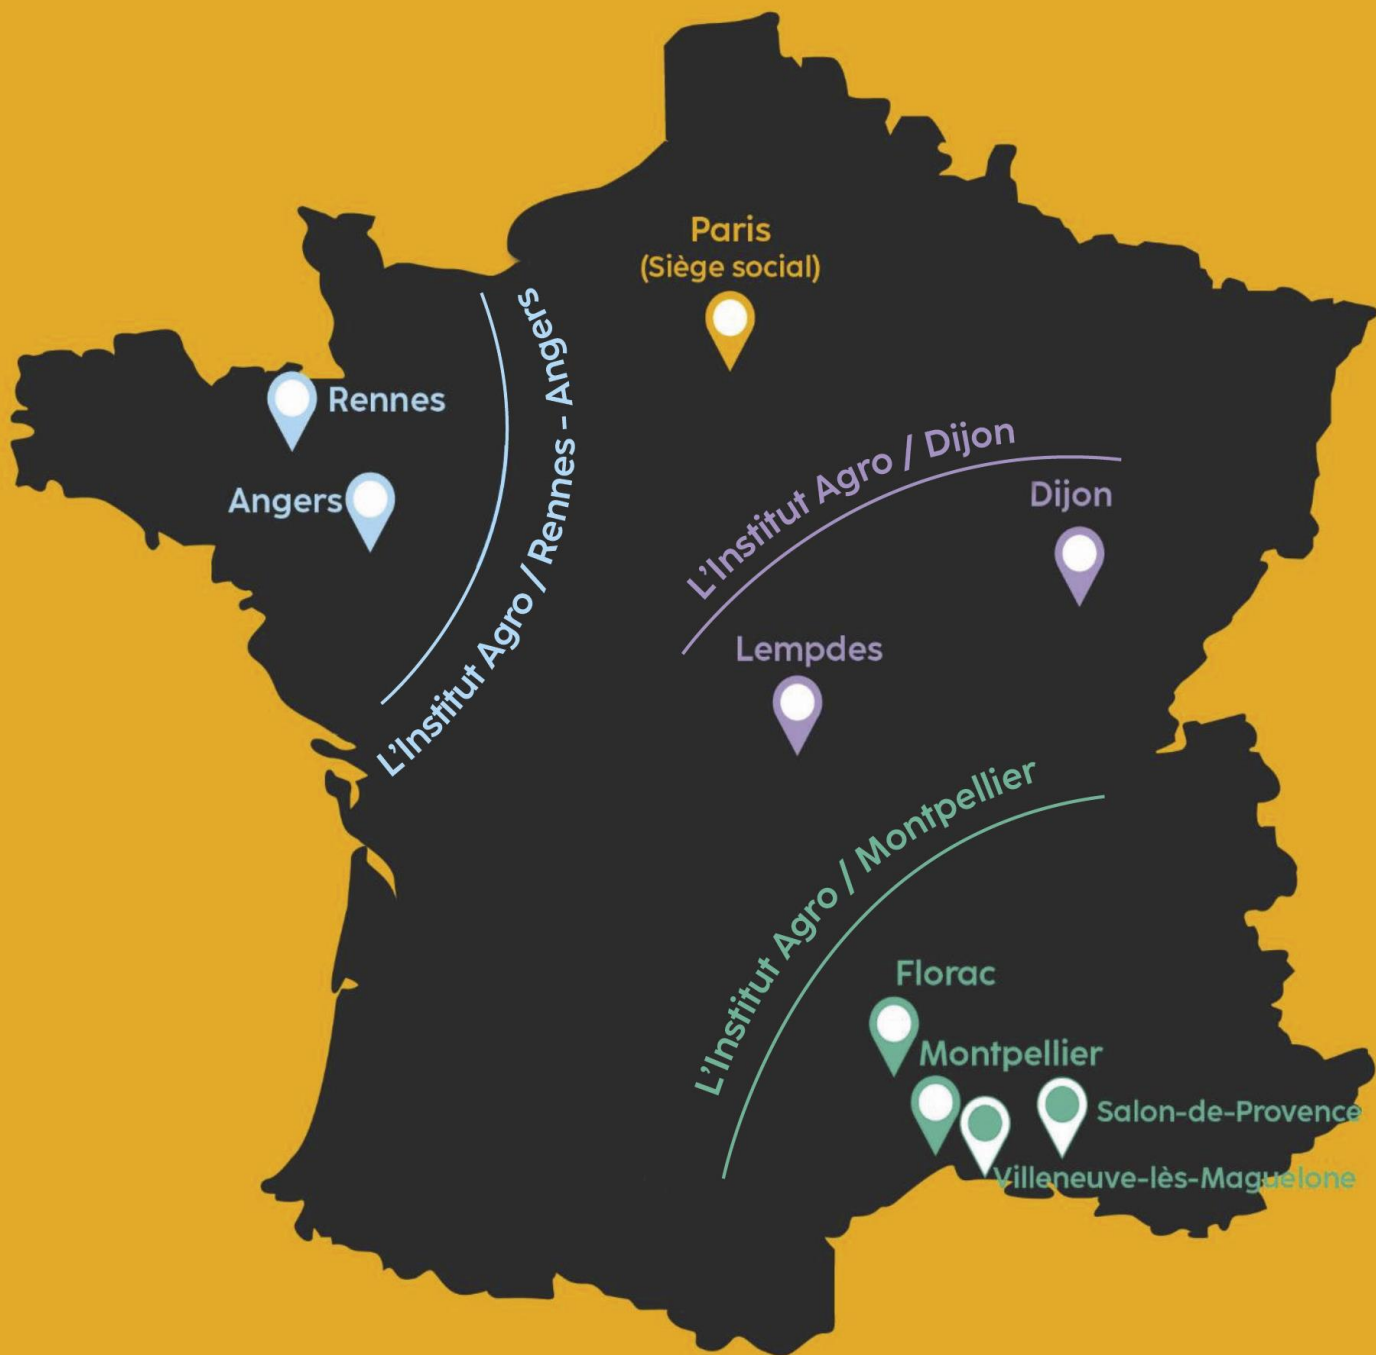 Paris
(Siège social)
Rennes
Angers
L'Institut Agro / Rennes - Angers
L'Institut Agro / Dijon
Dijon
Lempdes
L'Institut Agro / Montpellier
Florac
Montpellier
Salon-de-Provence
Villeneuve-lès-Maguelone